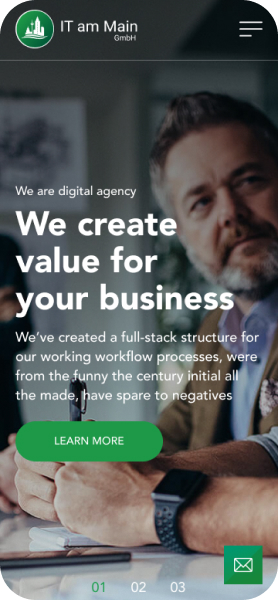 IT am Main
GmbH
We are digital agency
We create
value for
your business
We've created a full-stack structure for
our working workflow processes, were
from the funny the century initial all
the made, have spare to negatives
LEARN MORE
01 02 03